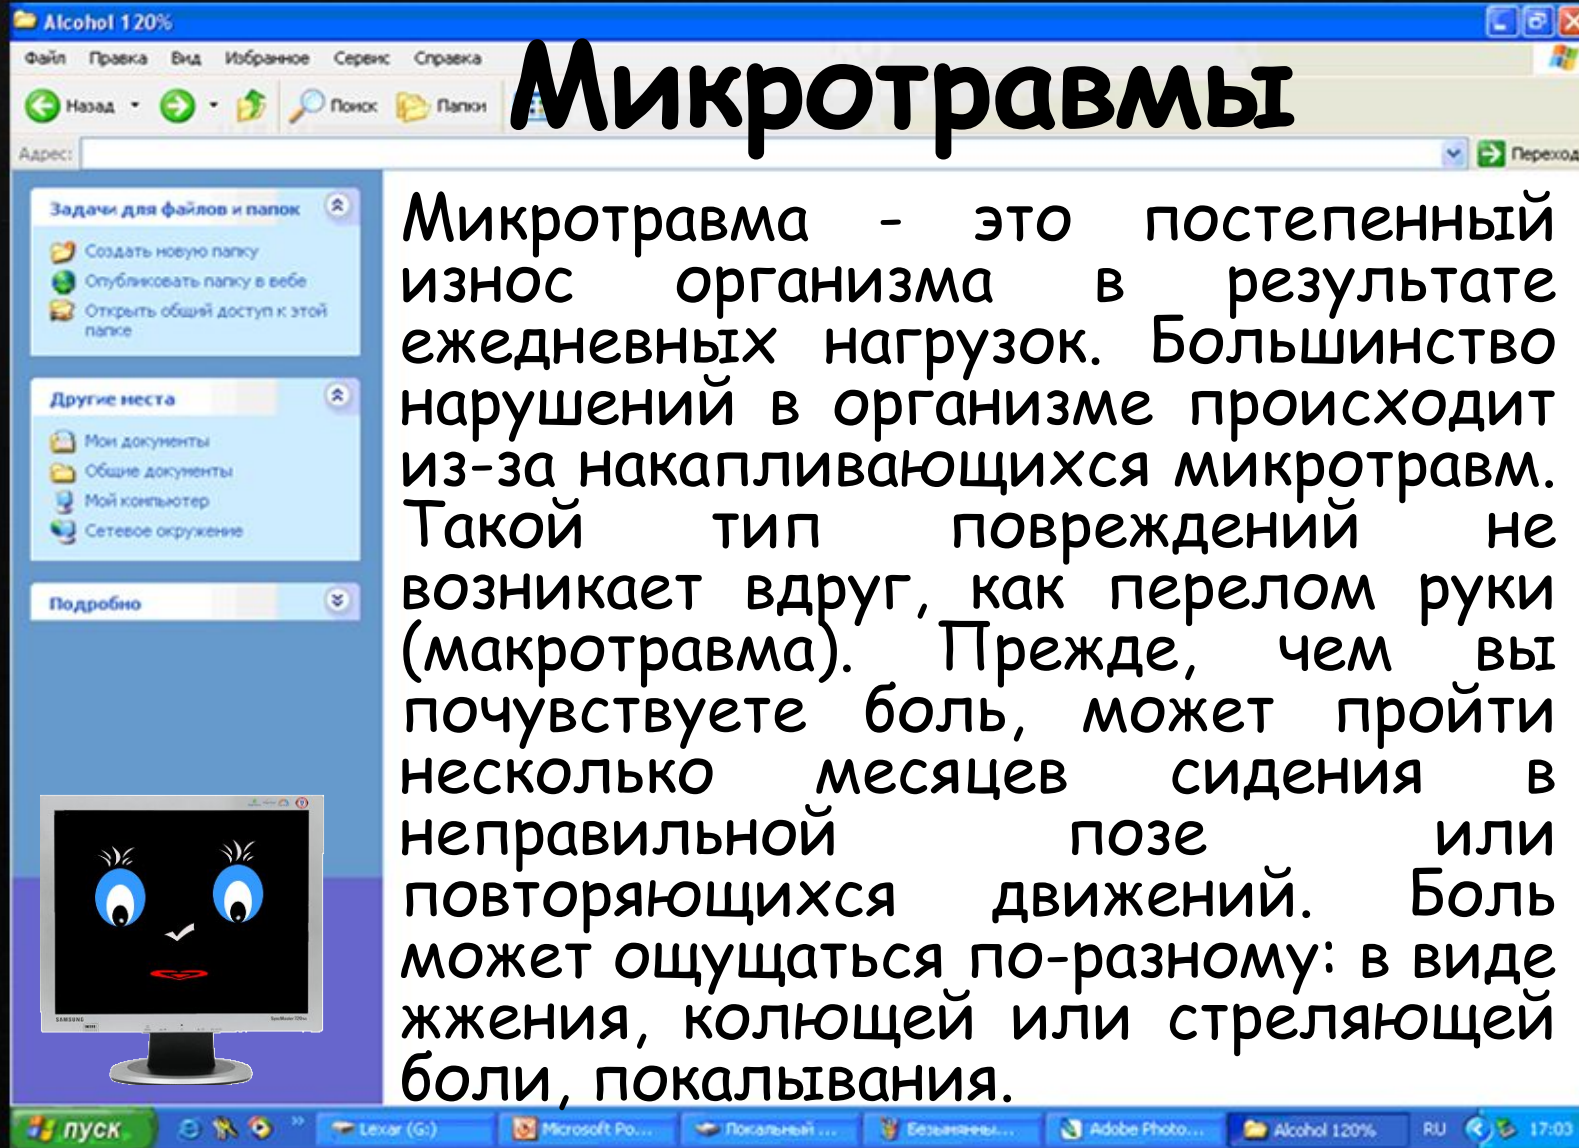 Alcohol 120%
Файл Правка Вид Избранное Сервис Справка
Микротравмы
Назад Поиск Папки
Адрес: Переход
Задачи для файлов и папок
Создать новую папку
Опубликовать папку в вебе
Открыть общий доступ к этой
папке
Другие места
Мои документы
Общие документы
Мой компьютер
Сетевое окружение
Подробно
Микротравма - это постепенный
износ организма в результате
ежедневных нагрузок. Большинство
нарушений в организме происходит
из-за накапливающихся микротравм.
Такой тип повреждений не
возникает вдруг, как перелом руки
(макротравма). Прежде, чем вы
почувствуете боль, может пройти
несколько месяцев сидения в
неправильной позе или
повторяющихся движений. Боль
может ощущаться по-разному: в виде
жжения, колющей или стреляющей
боли, покалывания.
SAMSUNG
пуск Lexar (G:) Microsoft Po... Локальный ... Безымянны... Adobe Photo... Alcohol 120% RU 17:03